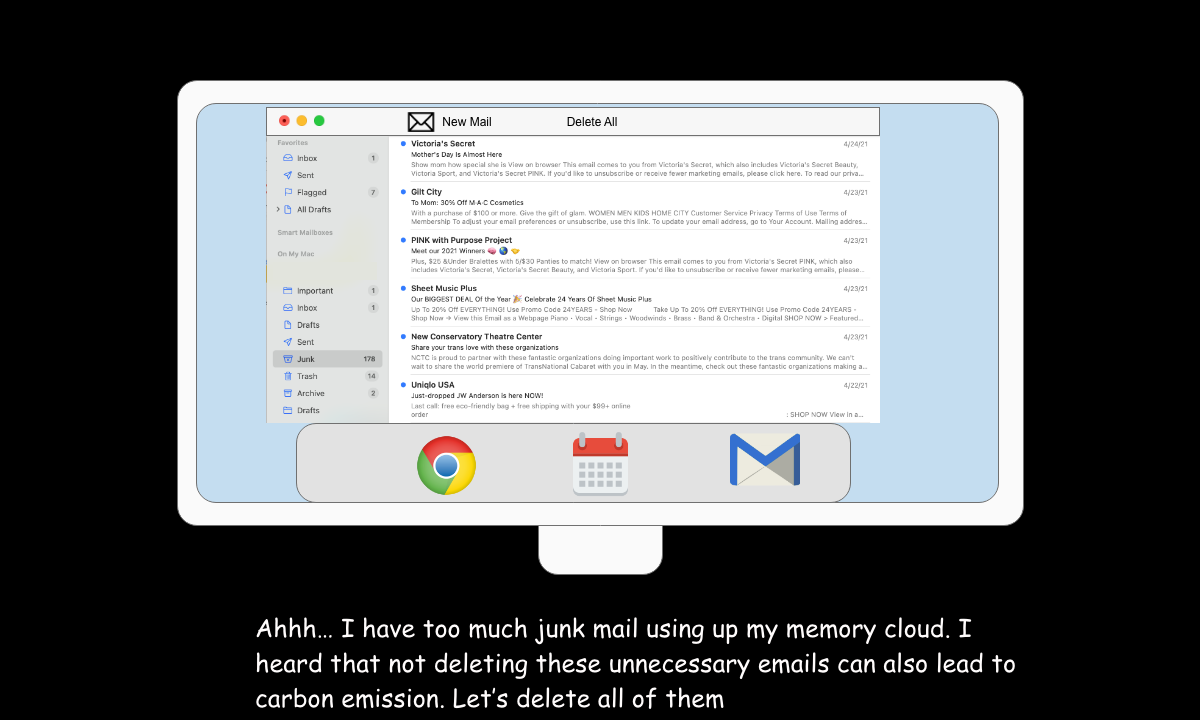 New Mail Delete All
Favorites
Inbox 1
Sent
Flagged 7
All Drafts
Smart Mailboxes
On My Mac
Important 1
Inbox 1
Drafts
Sent
Junk 178
Trash 14
Archive 2
Drafts
Victoria's Secret 4/24/21
Mother's Day Is Almost Here
Show mom how special she is View on browser This email comes to you from Victoria's Secret, which also includes Victoria's Secret Beauty,
Victoria Sport, and Victoria's Secret PINK. If you'd like to unsubscribe or receive fewer marketing emails, please click here. To read our priva...
Gilt City 4/23/21
To Mom: 30% Off M·A·C Cosmetics
With a purchase of $100 or more. Give the gift of glam. WOMEN MEN KIDS HOME CITY Customer Service Privacy Terms of Use Terms of
Membership To adjust your email preferences or unsubscribe, use this link. To update your email address, go to Your Account. Mailing addres...
PINK with Purpose Project 4/23/21
Meet our 2021 Winners
Plus, $25 &Under Bralettes with 5/$30 Panties to match! View on browser This email comes to you from Victoria's Secret PINK, which also
includes Victoria's Secret, Victoria's Secret Beauty, and Victoria Sport. If you'd like to unsubscribe or receive fewer marketing emails, please...
Sheet Music Plus 4/23/21
Our BIGGEST DEAL Of the Year 🎉 Celebrate 24 Years Of Sheet Music Plus
Up To 20% Off EVERYTHING! Use Promo Code 24YEARS - Shop Now Take Up To 20% Off EVERYTHING! Use Promo Code 24YEARS -
Shop Now → View this Email as a Webpage Piano • Vocal • Strings • Woodwinds • Brass • Band & Orchestra • Digital SHOP NOW > Featured...
New Conservatory Theatre Center 4/23/21
Share your trans love with these organizations
NCTC is proud to partner with these fantastic organizations doing important work to positively contribute to the trans community. We can't
wait to share the world premiere of TransNational Cabaret with you in May. In the meantime, check out these fantastic organizations making a...
Uniqlo USA 4/22/21
Just-dropped JW Anderson is here NOW!
Last call: free eco-friendly bag + free shipping with your $99+ online
order : SHOP NOW View in a...
Ahhh... I have too much junk mail using up my memory cloud. I
heard that not deleting these unnecessary emails can also lead to
carbon emission. Let's delete all of them